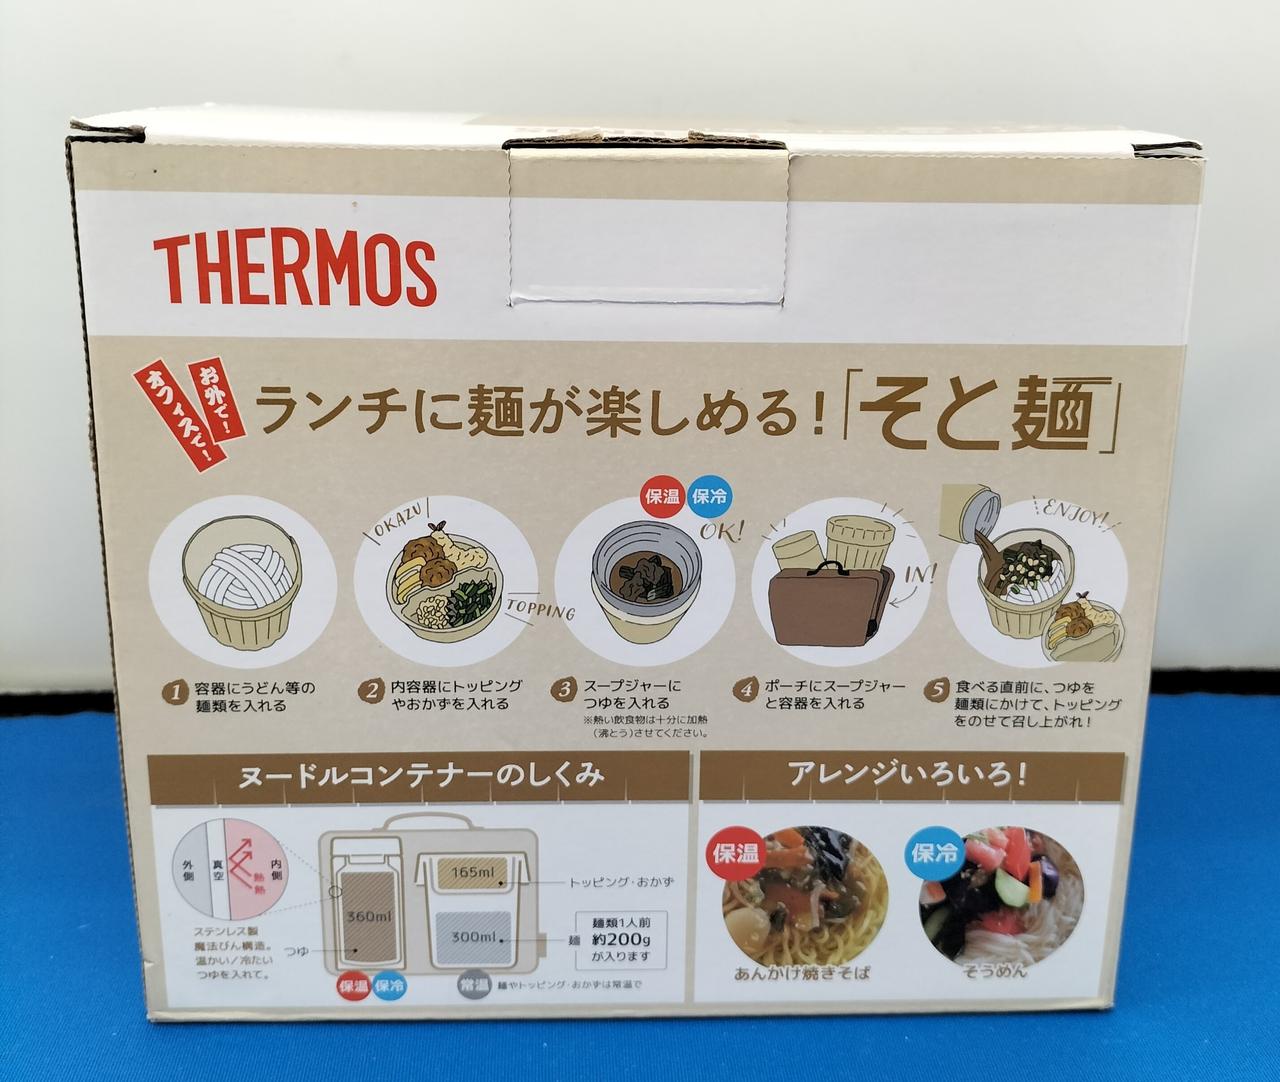 THERMOS
お外で!
オフィスで!
ランチに麺が楽しめる!「そと麺」
OKAZU
TOPPING
保温
保冷
OK!
IN!
ENJOY!
1 容器にうどん等の
麺類を入れる
2 内容器にトッピング
やおかずを入れる
3 スープジャーに
つゆを入れる
※熱い飲食物は十分に加熱
(沸とう)させてください。
4 ポーチにスープジャー
と容器を入れる
5 食べる直前に、つゆを
麺類にかけて、トッピング
をのせて召し上がれ!
ヌードルコンテナーのしくみ
外側
真空
内側
熱
熱
ステンレス製
魔法びん構造。
温かい/冷たい
つゆを入れて。
360ml
つゆ
165ml
トッピング・おかず
300ml
麺
麺類1人前
約200g
が入ります
保温
保冷
常温
麺やトッピング・おかずは常温で
アレンジいろいろ!
保温
あんかけ焼きそば
保冷
そうめん